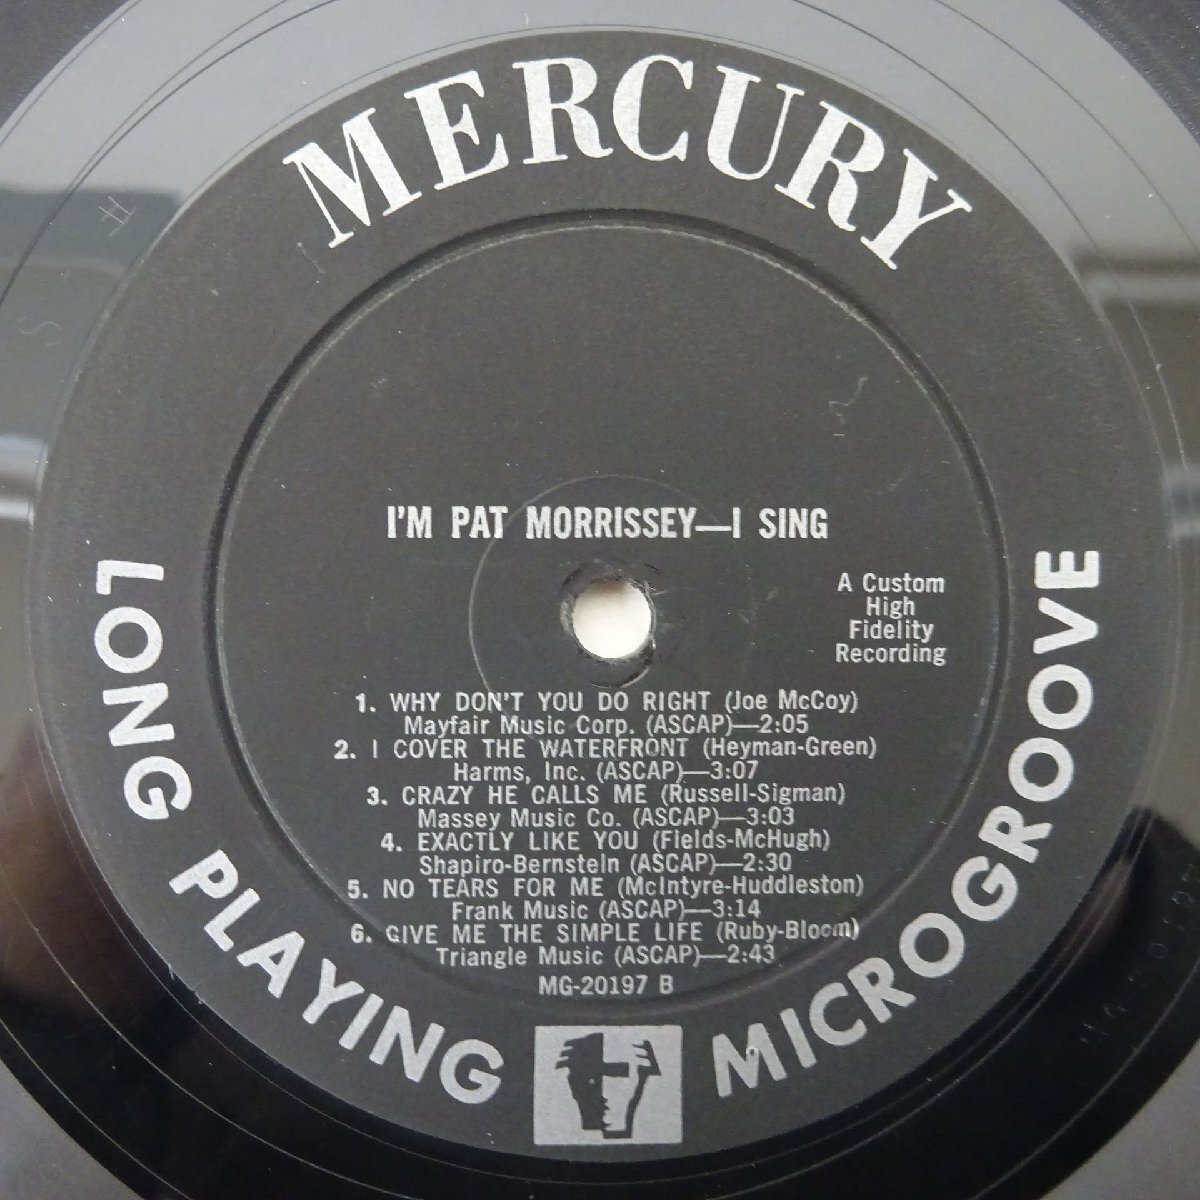 MERCURY
I'M PAT MORRISSEY—I SING
A Custom
High
Fidelity
Recording
1. WHY DON'T YOU DO RIGHT (Joe McCoy)
Mayfair Music Corp. (ASCAP)—2:05
2. I COVER THE WATERFRONT (Heyman-Green)
Harms, Inc. (ASCAP)—3:07
3. CRAZY HE CALLS ME (Russell-Sigman)
Massey Music Co. (ASCAP)—3:03
4. EXACTLY LIKE YOU (Fields-McHugh)
Shapiro-Bernstein (ASCAP)—2:30
5. NO TEARS FOR ME (McIntyre-Huddleston)
Frank Music (ASCAP)—3:14
6. GIVE ME THE SIMPLE LIFE (Ruby-Bloom)
Triangle Music (ASCAP)—2:43
MG-20197 B
LONG PLAYING MICROGROOVE